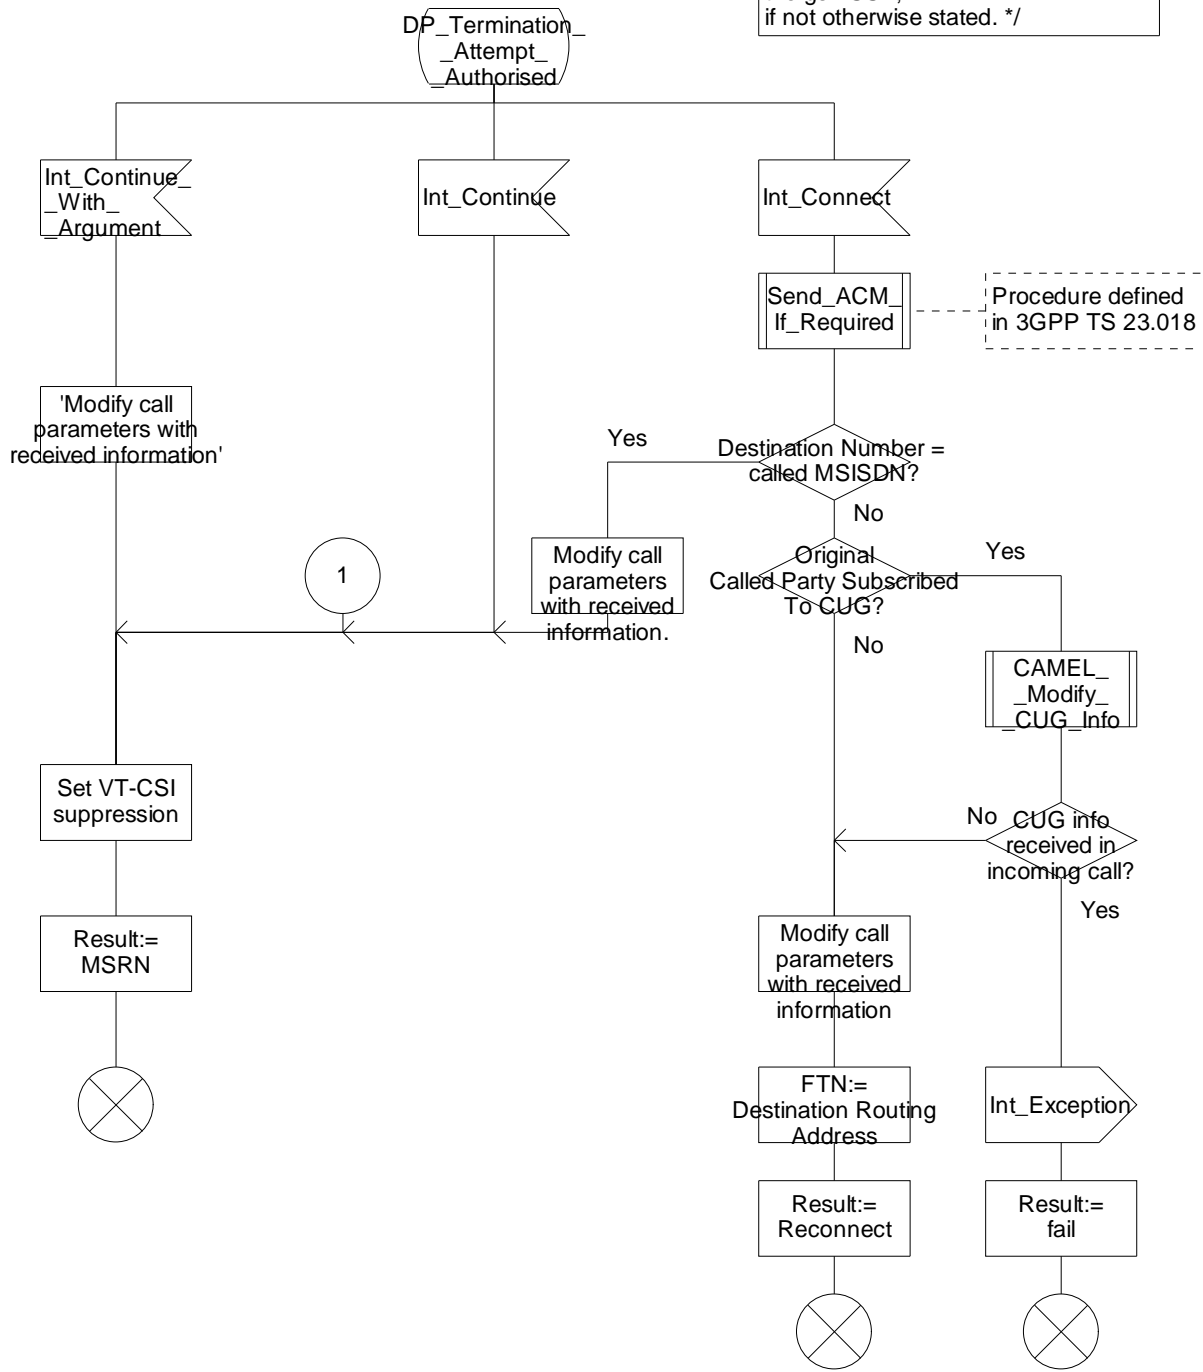 if not otherwise stated. */
DP_Termination_
_Attempt_
_Authorised
Int_Continue_
_With_
_Argument
Int_Continue
Int_Connect
Send_ACM_
If_Required
Procedure defined
in 3GPP TS 23.018
'Modify call
parameters with
received information'
Yes
Destination Number =
called MSISDN?
No
1
Modify call
parameters
with received
information.
Original
Called Party Subscribed
To CUG?
Yes
No
CAMEL_
_Modify_
_CUG_Info
Set VT-CSI
suppression
No
CUG info
received in
incoming call?
Yes
Result:=
MSRN
Modify call
parameters
with received
information
FTN:=
Destination Routing
Address
Int_Exception
Result:=
Reconnect
Result:=
fail